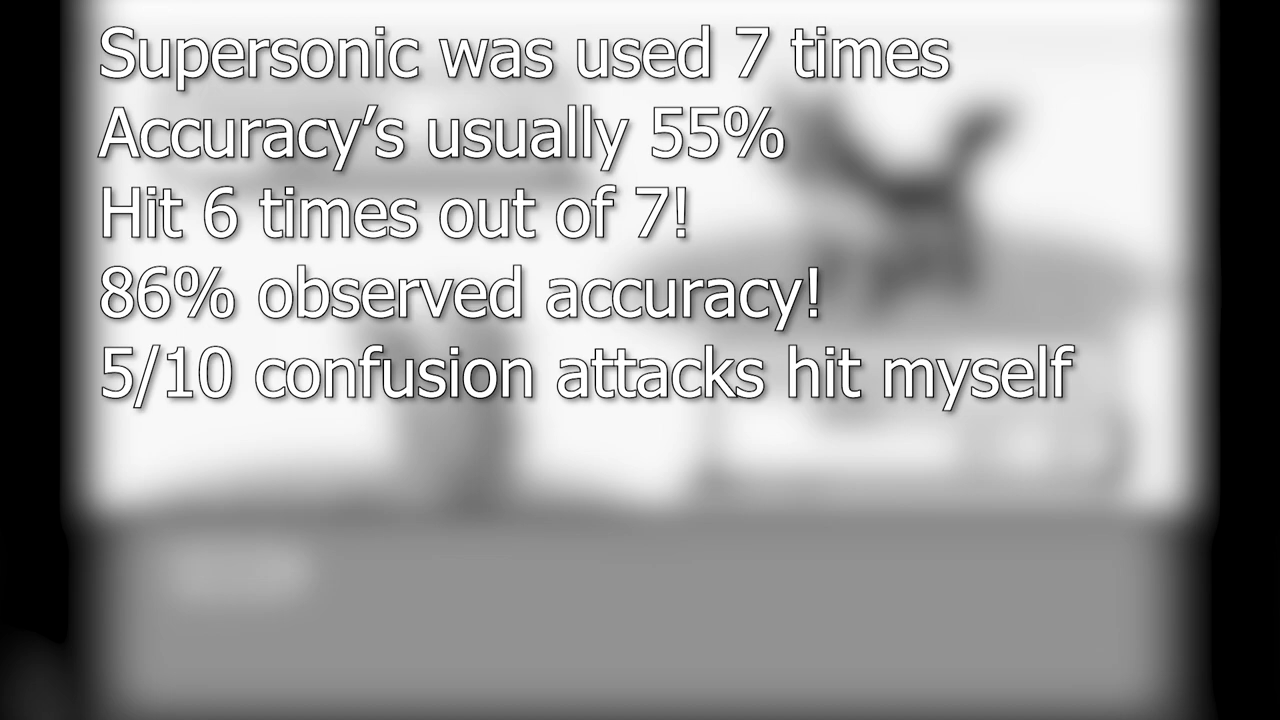 Supersonic was used 7 times
Accuracy’s usually 55%
Hit 6 times out of 7!
86% observed accuracy!
5/10 confusion attacks hit myself